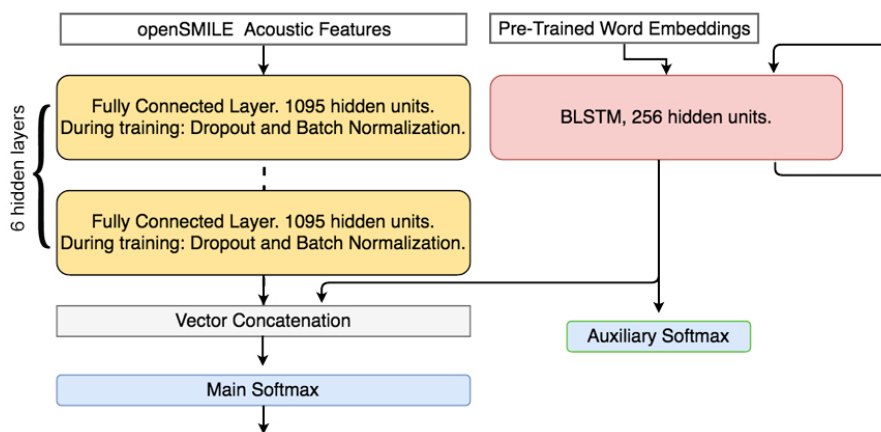 openSMILE Acoustic Features
Pre-Trained Word Embeddings
Fully Connected Layer. 1095 hidden units.
During training: Dropout and Batch Normalization.
BLSTM, 256 hidden units.
6 hidden layers
Fully Connected Layer. 1095 hidden units.
During training: Dropout and Batch Normalization.
Vector Concatenation
Auxiliary Softmax
Main Softmax